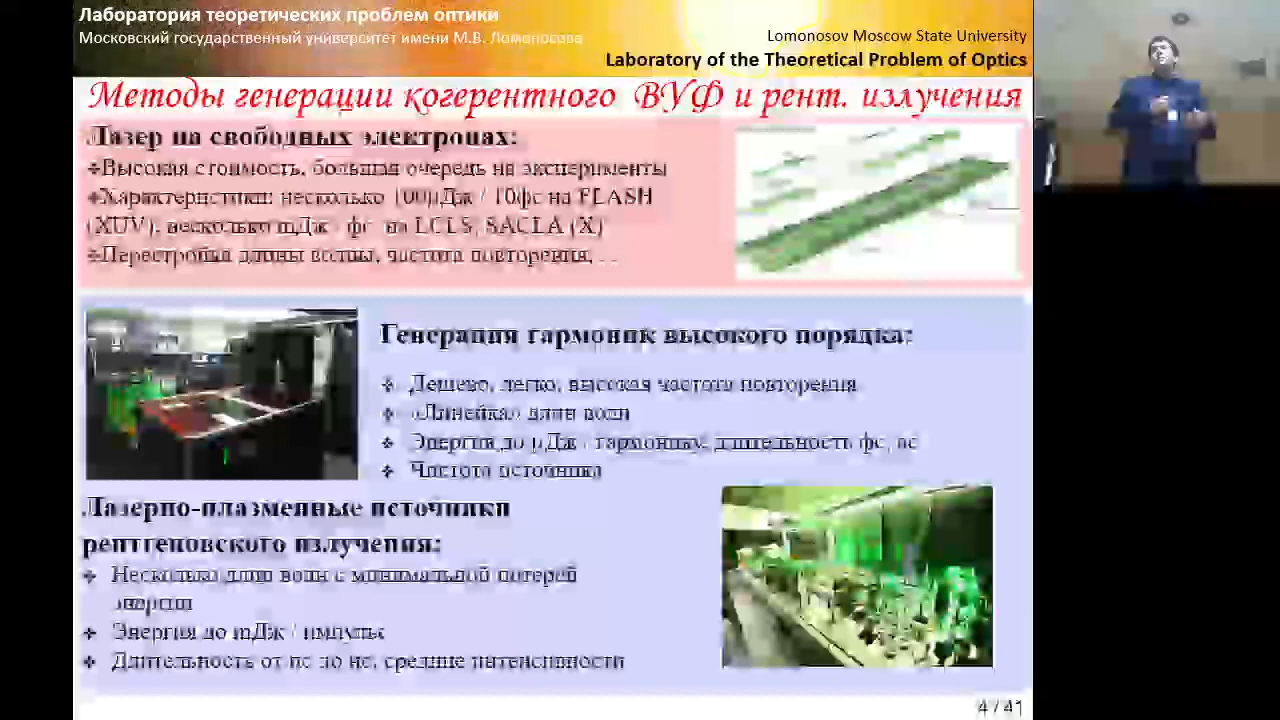 Лаборатория теоретических проблем оптики
Московский государственный университет имени М.В. Ломоносова
Lomonosov Moscow State University
Laboratory of the Theoretical Problem of Optics
Методы генерации когерентного ВУФ и рент. излучения
Лазер на свободных электронах:
❖Высокая стоимость, большая очередь на эксперименты
❖Характеристики: несколько 100μДж / 10фс на FLASH
(XUV), несколько mДж / фс на LCLS, SACLA (X)
❖Перестройка длины волны, частота повторения, ...
Генерация гармоник высокого порядка:
❖ Дешево, легко, высокая частота повторения
❖ «Линейка» длин волн
❖ Энергия до μДж / гармонику, длительность фс, ас
❖ Чистота источника
Лазерно-плазменные источники
рентгеновского излучения:
❖ Несколько длин волн с минимальной потерей
энергии
❖ Энергия до mДж / импульс
❖ Длительность от пс до нс, средние интенсивности
4 / 41